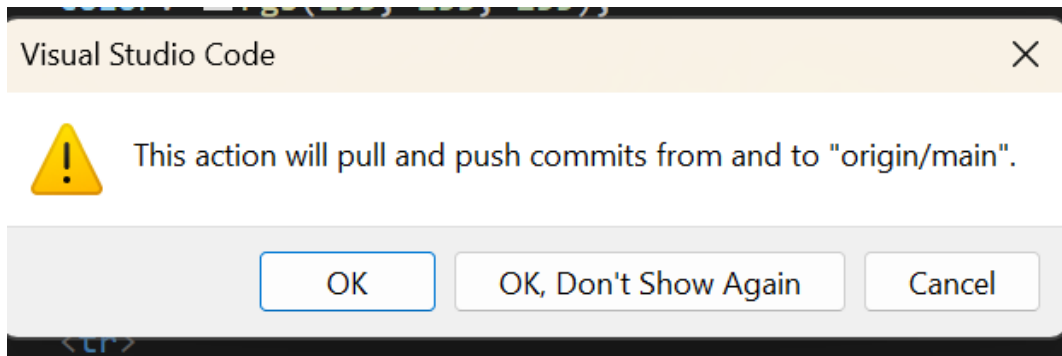 Visual Studio Code
This action will pull and push commits from and to "origin/main".
OK
OK, Don't Show Again
Cancel
<tr>